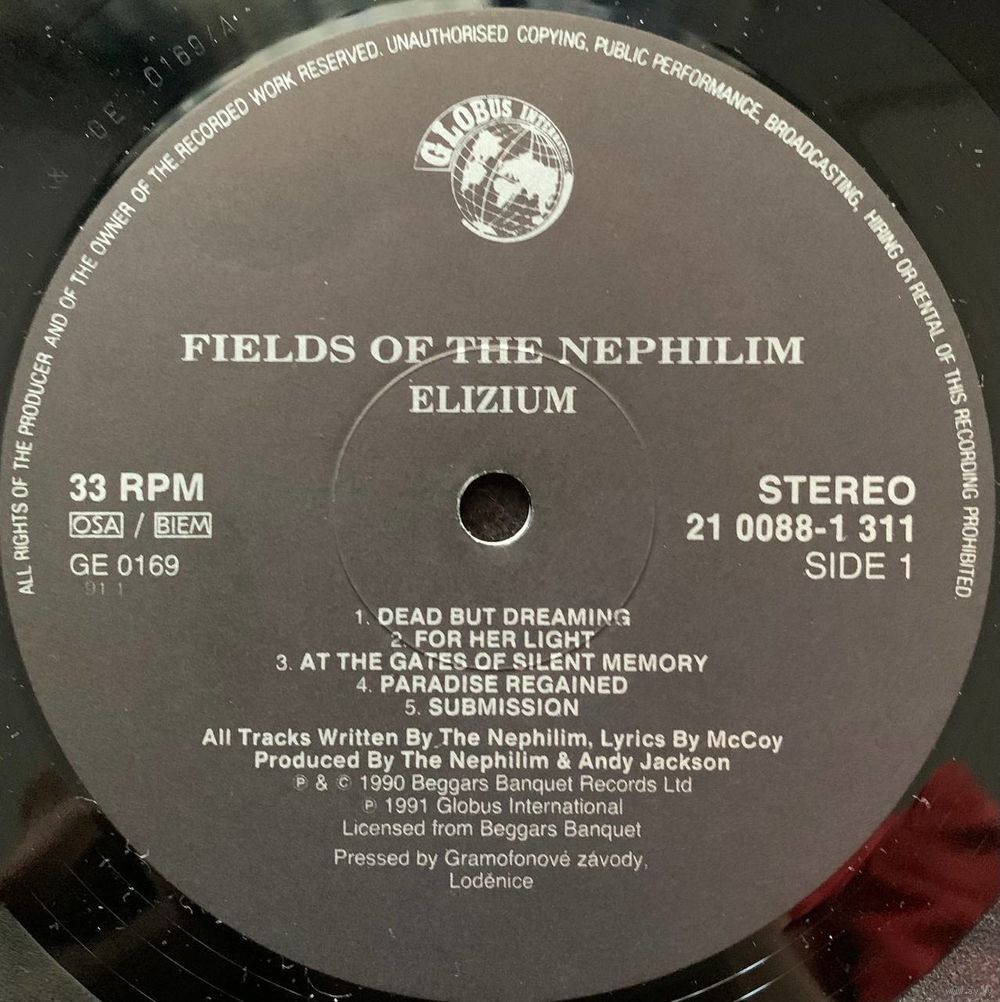 GE 0169/A
ALL RIGHTS OF THE PRODUCER AND OF THE OWNER OF THE RECORDED WORK RESERVED. UNAUTHORISED COPYING, PUBLIC PERFORMANCE, BROADCASTING, HIRING OR RENTAL OF THIS RECORDING PROHIBITED.
GLOBUS
FIELDS OF THE NEPHILIM
ELIZIUM
33 RPM
OSA / BIEM
GE 0169
91 1
STEREO
21 0088-1 311
SIDE 1
1. DEAD BUT DREAMING
2. FOR HER LIGHT
3. AT THE GATES OF SILENT MEMORY
4. PARADISE REGAINED
5. SUBMISSION
All Tracks Written By The Nephilim, Lyrics By McCoy
Produced By The Nephilim & Andy Jackson
℗ & © 1990 Beggars Banquet Records Ltd
℗ 1991 Globus International
Licensed from Beggars Banquet
Pressed by Gramofonové závody,
Loděnice